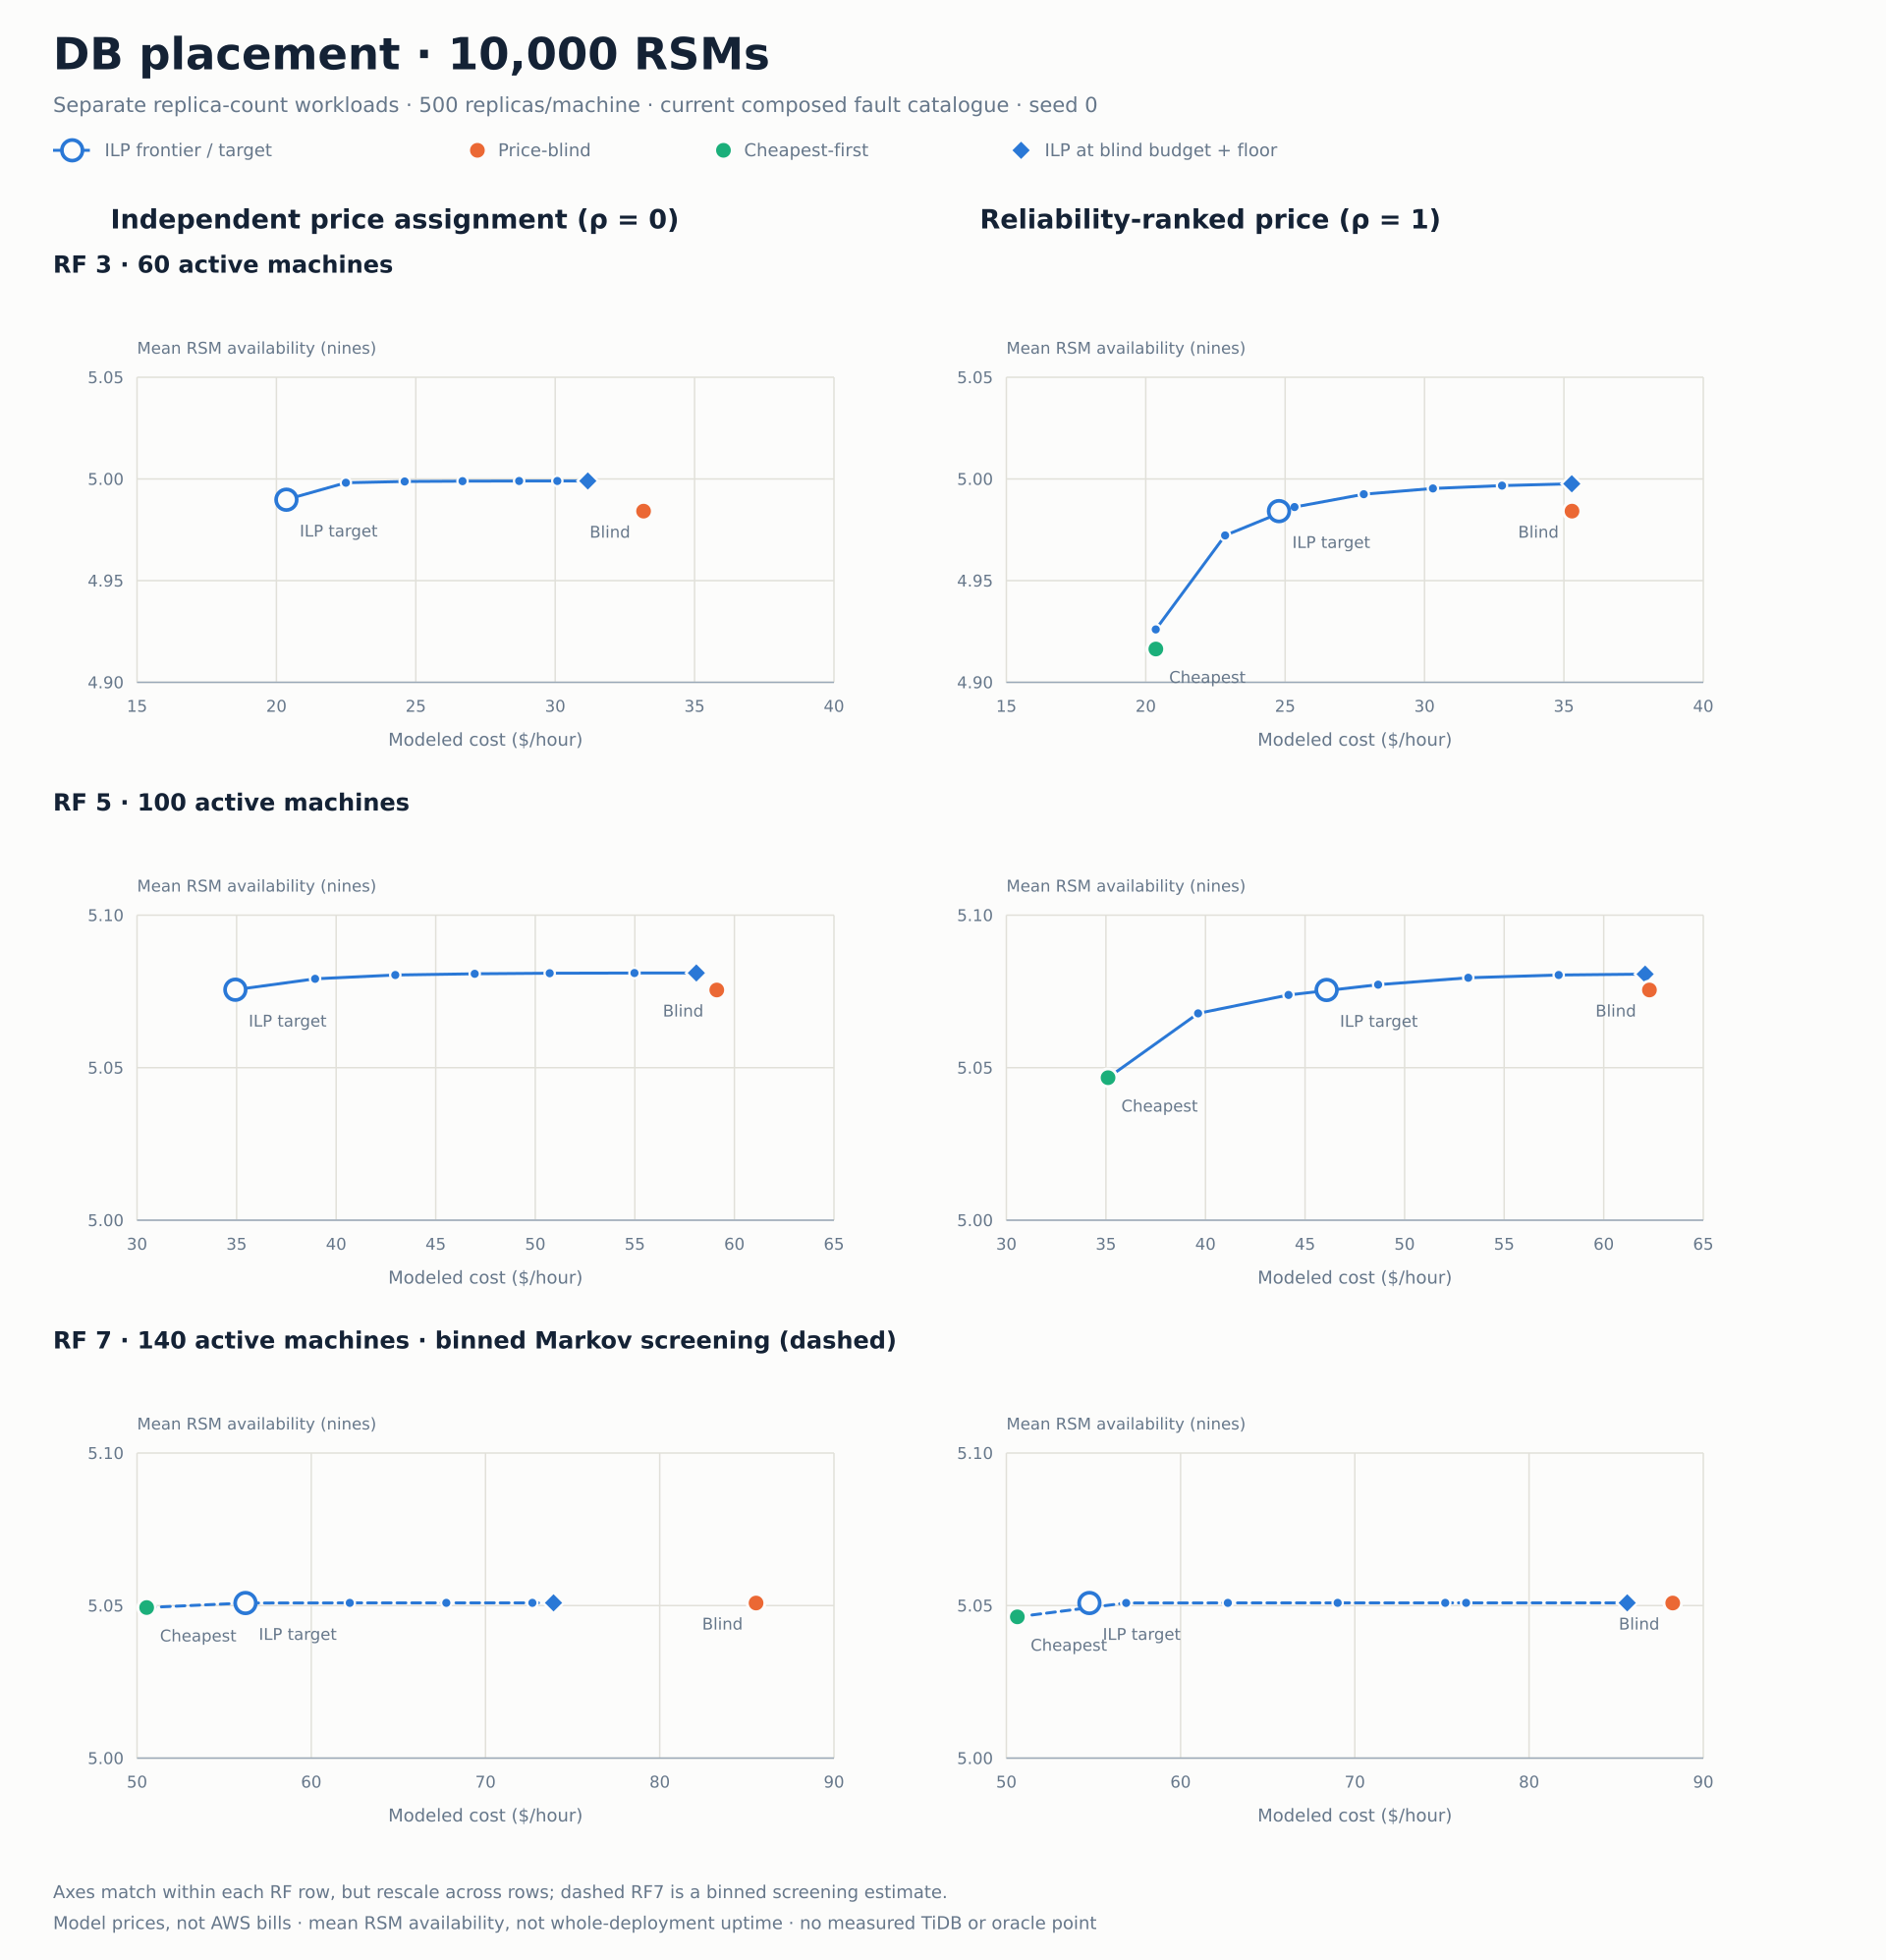 DB placement · 10,000 RSMs
Separate replica-count workloads · 500 replicas/machine · current composed fault catalogue · seed 0
ILP frontier / target
Price-blind
Cheapest-first
ILP at blind budget + floor
Independent price assignment (ρ = 0)
Reliability-ranked price (ρ = 1)
RF 3 · 60 active machines
Mean RSM availability (nines)
5.05
5.00
4.95
4.90
ILP target
Blind
15 20 25 30 35 40
Modeled cost ($/hour)
Mean RSM availability (nines)
5.05
5.00
4.95
4.90
ILP target
Blind
Cheapest
15 20 25 30 35 40
Modeled cost ($/hour)
RF 5 · 100 active machines
Mean RSM availability (nines)
5.10
5.05
5.00
Blind
ILP target
30 35 40 45 50 55 60 65
Modeled cost ($/hour)
Mean RSM availability (nines)
5.10
5.05
5.00
Blind
ILP target
Cheapest
30 35 40 45 50 55 60 65
Modeled cost ($/hour)
RF 7 · 140 active machines · binned Markov screening (dashed)
Mean RSM availability (nines)
5.10
5.05
5.00
Blind
Cheapest
ILP target
50 60 70 80 90
Modeled cost ($/hour)
Mean RSM availability (nines)
5.10
5.05
5.00
Blind
ILP target
Cheapest
50 60 70 80 90
Modeled cost ($/hour)
Axes match within each RF row, but rescale across rows; dashed RF7 is a binned screening estimate.
Model prices, not AWS bills · mean RSM availability, not whole-deployment uptime · no measured TiDB or oracle point